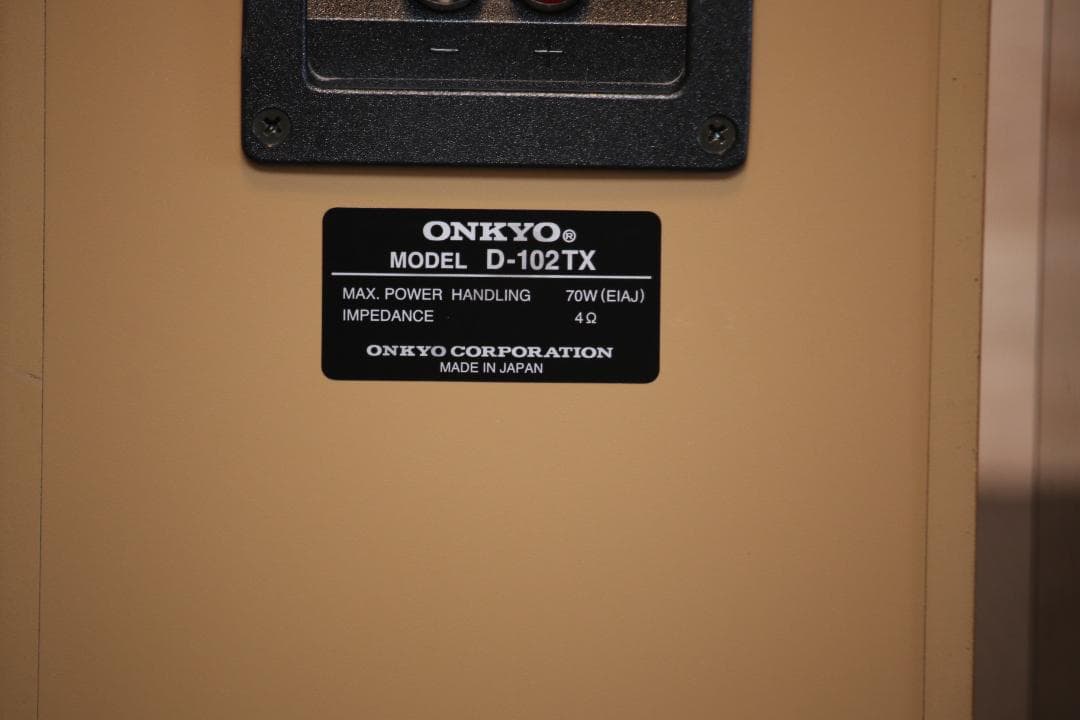 − +
ONKYO®
MODEL D-102TX
MAX. POWER HANDLING 70W (EIAJ)
IMPEDANCE 4Ω
ONKYO CORPORATION
MADE IN JAPAN